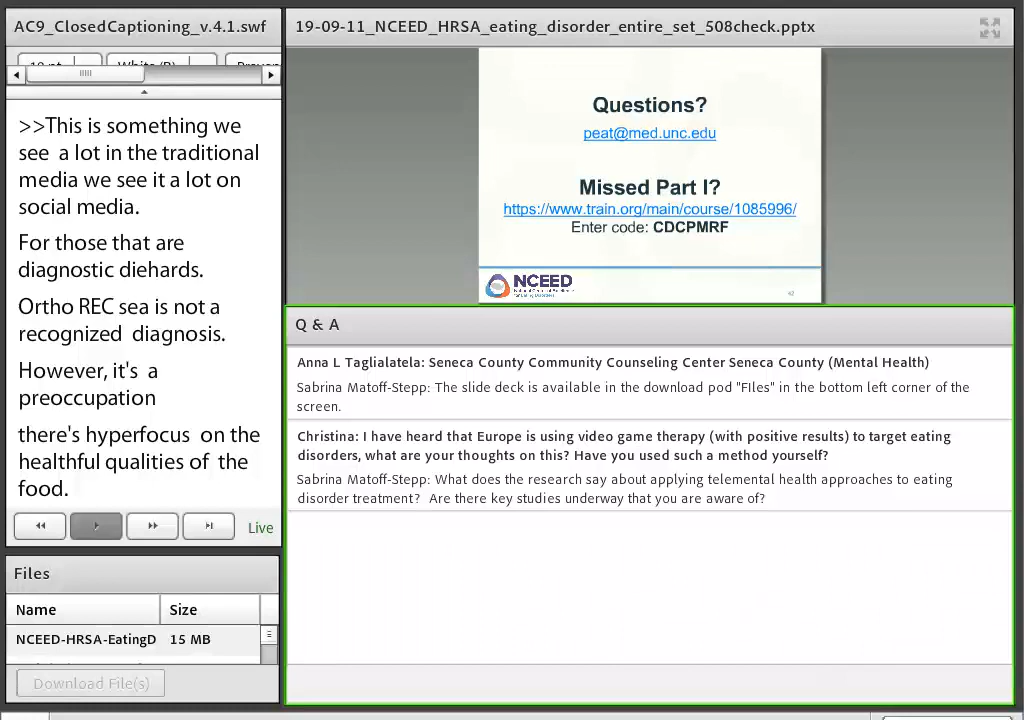 AC9_ClosedCaptioning_v.4.1.swf
>>This is something we
see a lot in the traditional
media we see it a lot on
social media.
For those that are
diagnostic diehards.
Ortho REC sea is not a
recognized diagnosis.
However, it's a
preoccupation
there's hyperfocus on the
healthful qualities of the
food.
Live
Files
Name Size
NCEED-HRSA-EatingD 15 MB
Download File(s)
19-09-11_NCEED_HRSA_eating_disorder_entire_set_508check.pptx
Questions?
peat@med.unc.edu
Missed Part I?
https://www.train.org/main/course/1085996/
Enter code: CDCPMRF
NCEED
Q & A
Anna L Taglialatela: Seneca County Community Counseling Center Seneca County (Mental Health)
Sabrina Matoff-Stepp: The slide deck is available in the download pod "FIles" in the bottom left corner of the
screen.
Christina: I have heard that Europe is using video game therapy (with positive results) to target eating
disorders, what are your thoughts on this? Have you used such a method yourself?
Sabrina Matoff-Stepp: What does the research say about applying telemental health approaches to eating
disorder treatment? Are there key studies underway that you are aware of?